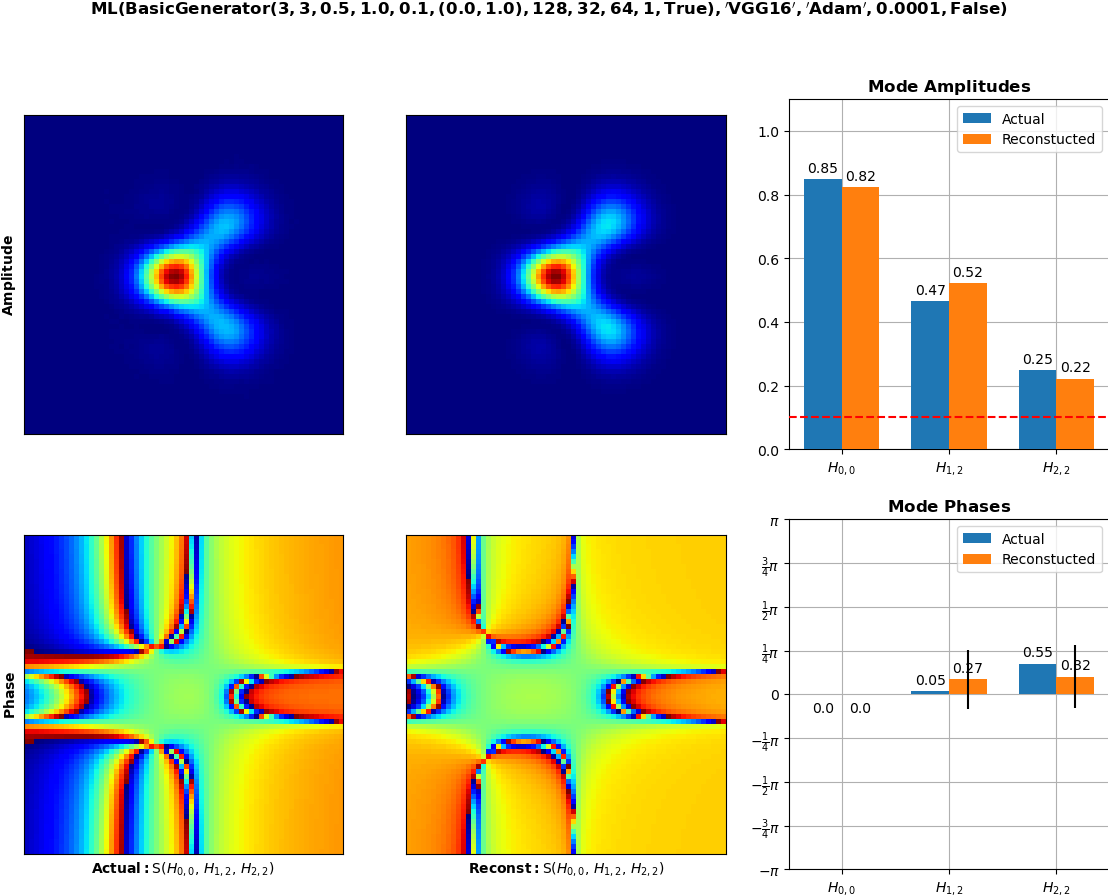 ML(BasicGenerator(3, 3, 0.5, 1.0, 0.1, (0.0, 1.0), 128, 32, 64, 1, True), ′VGG16′, ′Adam′, 0.0001, False)
Amplitude
Mode Amplitudes
Actual
Reconstucted
1.0
0.8
0.6
0.4
0.2
0.0
0.85
0.82
0.47
0.52
0.25
0.22
H0,0
H1,2
H2,2
Phase
Actual: S(H0,0, H1,2, H2,2)
Reconst: S(H0,0, H1,2, H2,2)
Mode Phases
Actual
Reconstucted
π
3/4π
1/2π
1/4π
0
−1/4π
−1/2π
−3/4π
−π
0.0
0.0
0.05
0.27
0.55
0.32
H0,0
H1,2
H2,2